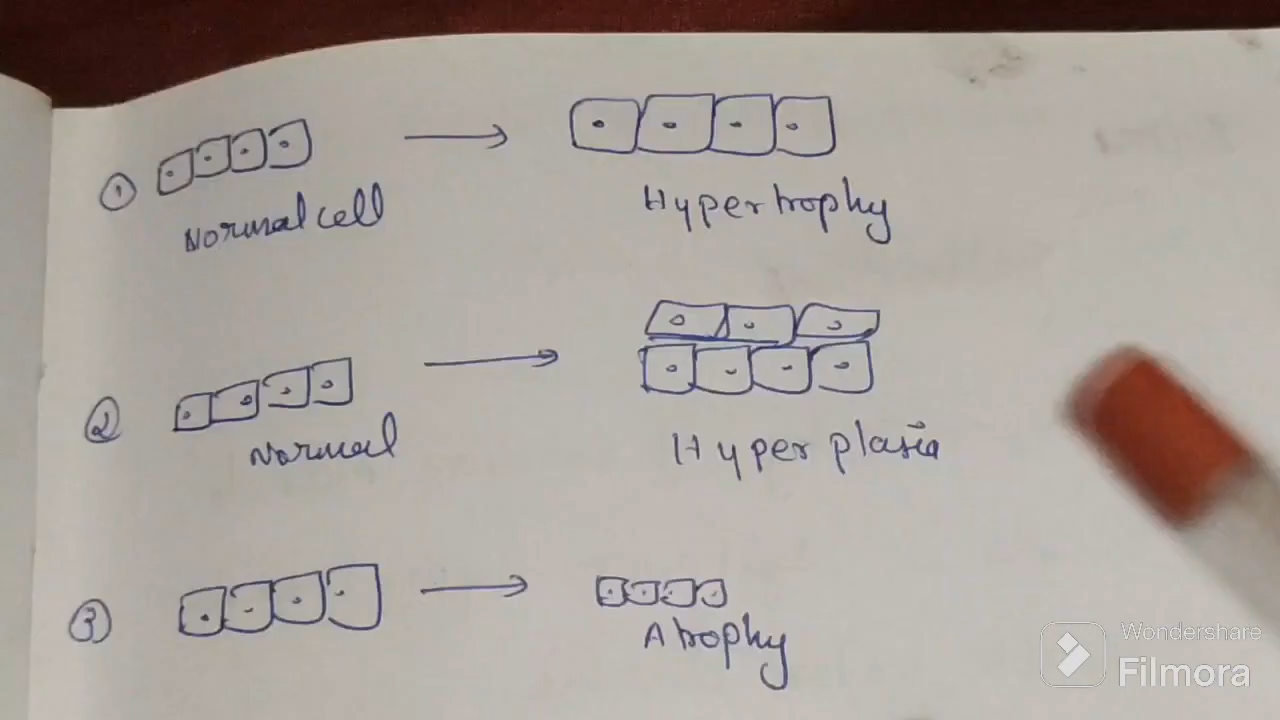 ①
Normal cell
Hypertrophy
②
Normal
Hyperplasia
③
Atrophy
Wondershare
Filmora